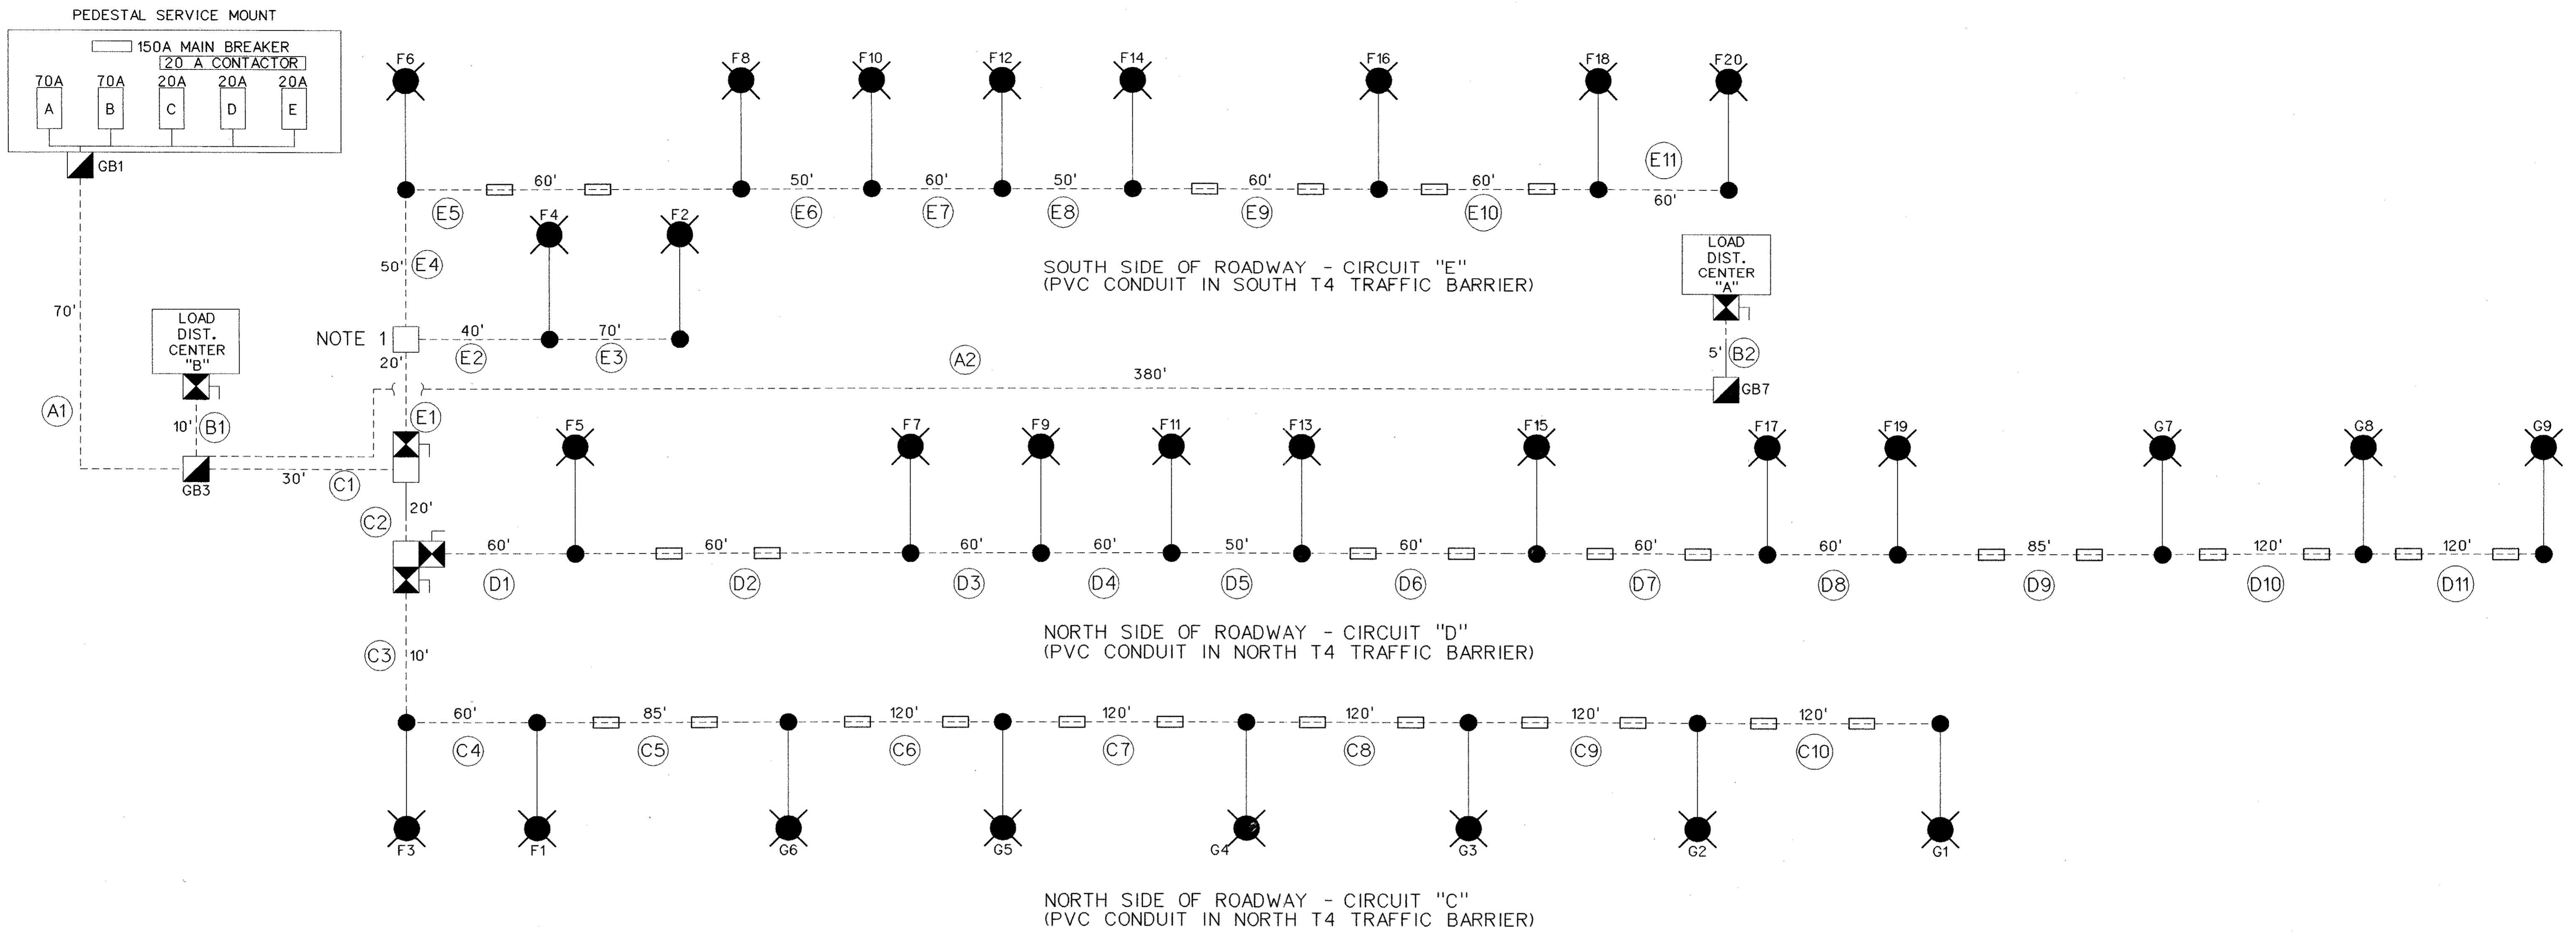 PEDESTAL SERVICE MOUNT
150A MAIN BREAKER
20 A CONTACTOR
70A 70A 20A 20A 20A
A B C D E
GB1
F6 F8 F10 F12 F14 F16 F18 F20
60' 50' 60' 50' 60' 60' 60'
E5 E6 E7 E8 E9 E10 E11
F4 F2
50' E4
SOUTH SIDE OF ROADWAY - CIRCUIT "E"
(PVC CONDUIT IN SOUTH T4 TRAFFIC BARRIER)
LOAD
DIST.
CENTER
"A"
70'
LOAD
DIST.
CENTER
"B"
NOTE 1
40' 70'
E2 E3
20'
A2
380'
5' B2
GB7
A1
10' B1
E1
GB3
30' C1
20'
C2
F5 F7 F9 F11 F13 F15 F17 F19 G7 G8 G9
60' 60' 60' 60' 50' 60' 60' 60' 85' 120' 120'
D1 D2 D3 D4 D5 D6 D7 D8 D9 D10 D11
NORTH SIDE OF ROADWAY - CIRCUIT "D"
(PVC CONDUIT IN NORTH T4 TRAFFIC BARRIER)
C3 10'
60' 85' 120' 120' 120' 120' 120'
C4 C5 C6 C7 C8 C9 C10
F3 F1 G6 G5 G4 G3 G2 G1
NORTH SIDE OF ROADWAY - CIRCUIT "C"
(PVC CONDUIT IN NORTH T4 TRAFFIC BARRIER)